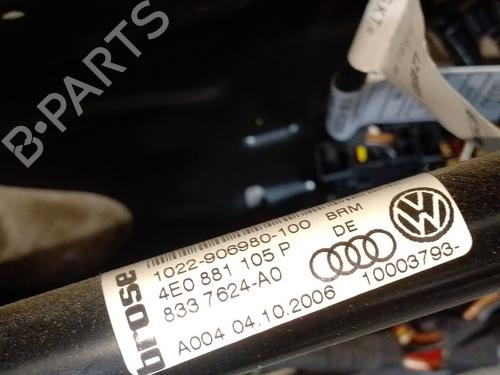 B·PARTS
brose
1022-906980-100 BRM
4E0 881 105 P DE
833 7624-A0
A004 04.10.2006 10003793-